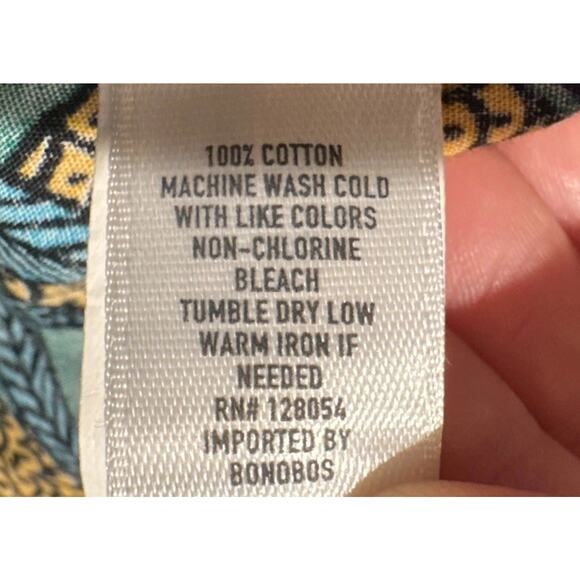 100% COTTON
MACHINE WASH COLD
WITH LIKE COLORS
NON-CHLORINE
BLEACH
TUMBLE DRY LOW
WARM IRON IF
NEEDED
RN# 128054
IMPORTED BY
BONOBOS